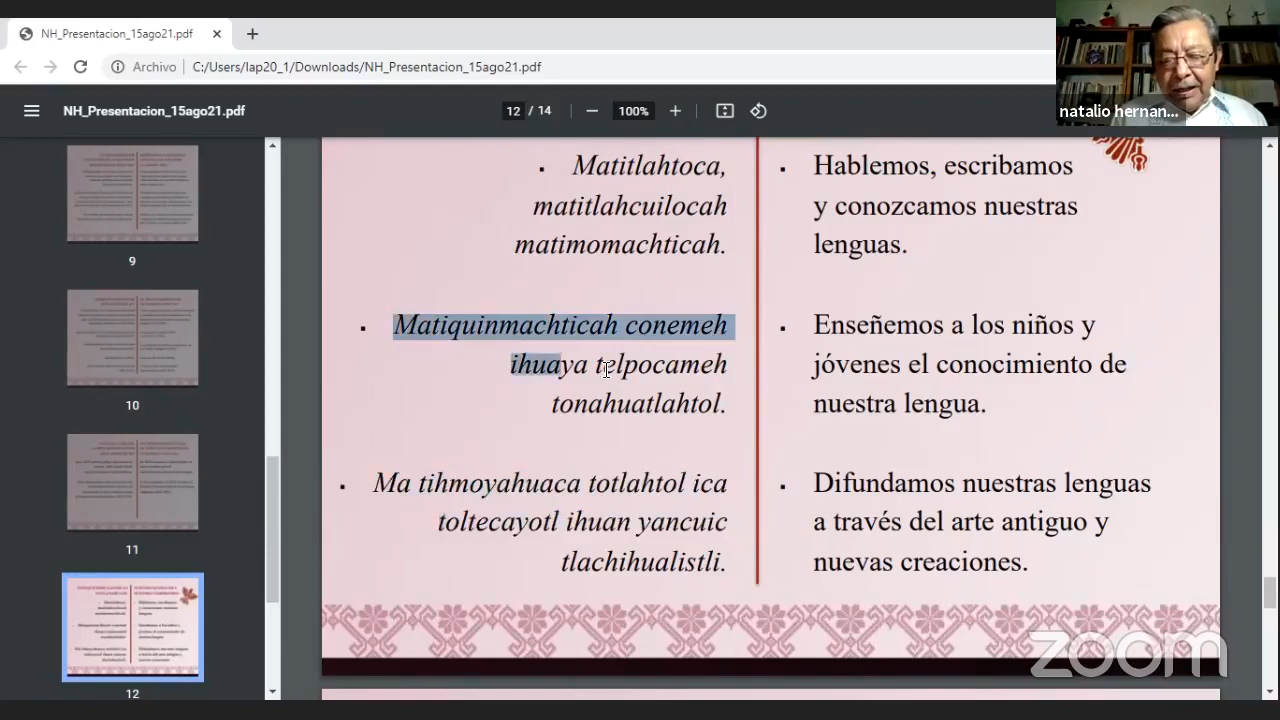 NH_Presentacion_15ago21.pdf
Archivo
C:/Users/lap20_1/Downloads/NH_Presentacion_15ago21.pdf
natalio hernan...
NH_Presentacion_15ago21.pdf
12 / 14
100%
9
10
11
12
▪ Matitlahtoca,
matitlahcuilocah
matimomachticah.
▪ Matiquinmachticah conemeh
ihuaya telpocameh
tonahuatlahtol.
▪ Ma tihmoyahuaca totlahtol ica
toltecayotl ihuan yancuic
tlachihualistli.
▪ Hablemos, escribamos
y conozcamos nuestras
lenguas.
▪ Enseñemos a los niños y
jóvenes el conocimiento de
nuestra lengua.
▪ Difundamos nuestras lenguas
a través del arte antiguo y
nuevas creaciones.
zoom